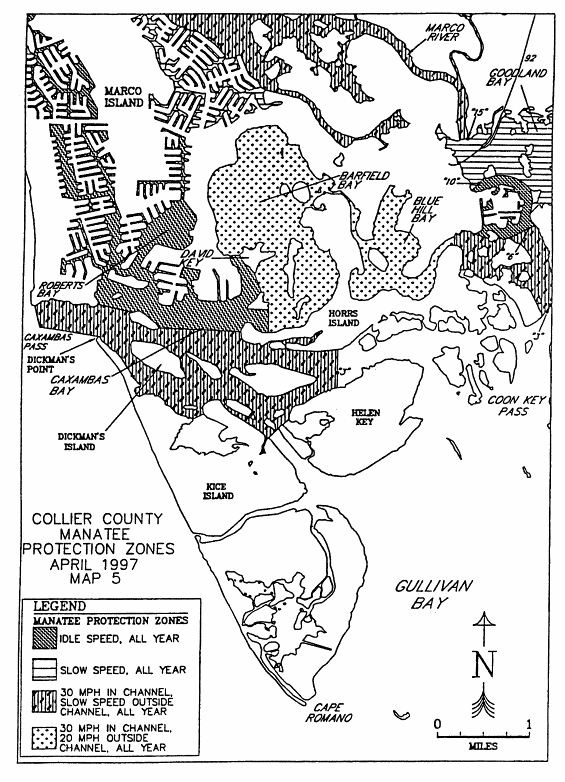 MARCO
RIVER
92
GOODLAND
BAY
MARCO
ISLAND
"15"
BARFIELD
BAY
"10"
BLUE
HILL
BAY
DAVID
KEY
"6"
ROBERTS
BAY
HORRS
ISLAND
CAXAMBAS
PASS
DICKMAN'S
POINT
CAXAMBAS
BAY
COON KEY
PASS
HELEN
KEY
DICKMAN'S
ISLAND
KICE
ISLAND
COLLIER COUNTY
MANATEE
PROTECTION ZONES
APRIL 1997
MAP 5
GULLIVAN
BAY
LEGEND
MANATEE PROTECTION ZONES
IDLE SPEED, ALL YEAR
SLOW SPEED, ALL YEAR
30 MPH IN CHANNEL,
SLOW SPEED OUTSIDE
CHANNEL, ALL YEAR
30 MPH IN CHANNEL,
20 MPH OUTSIDE
CHANNEL, ALL YEAR
N
CAPE
ROMANO
0 1
MILES